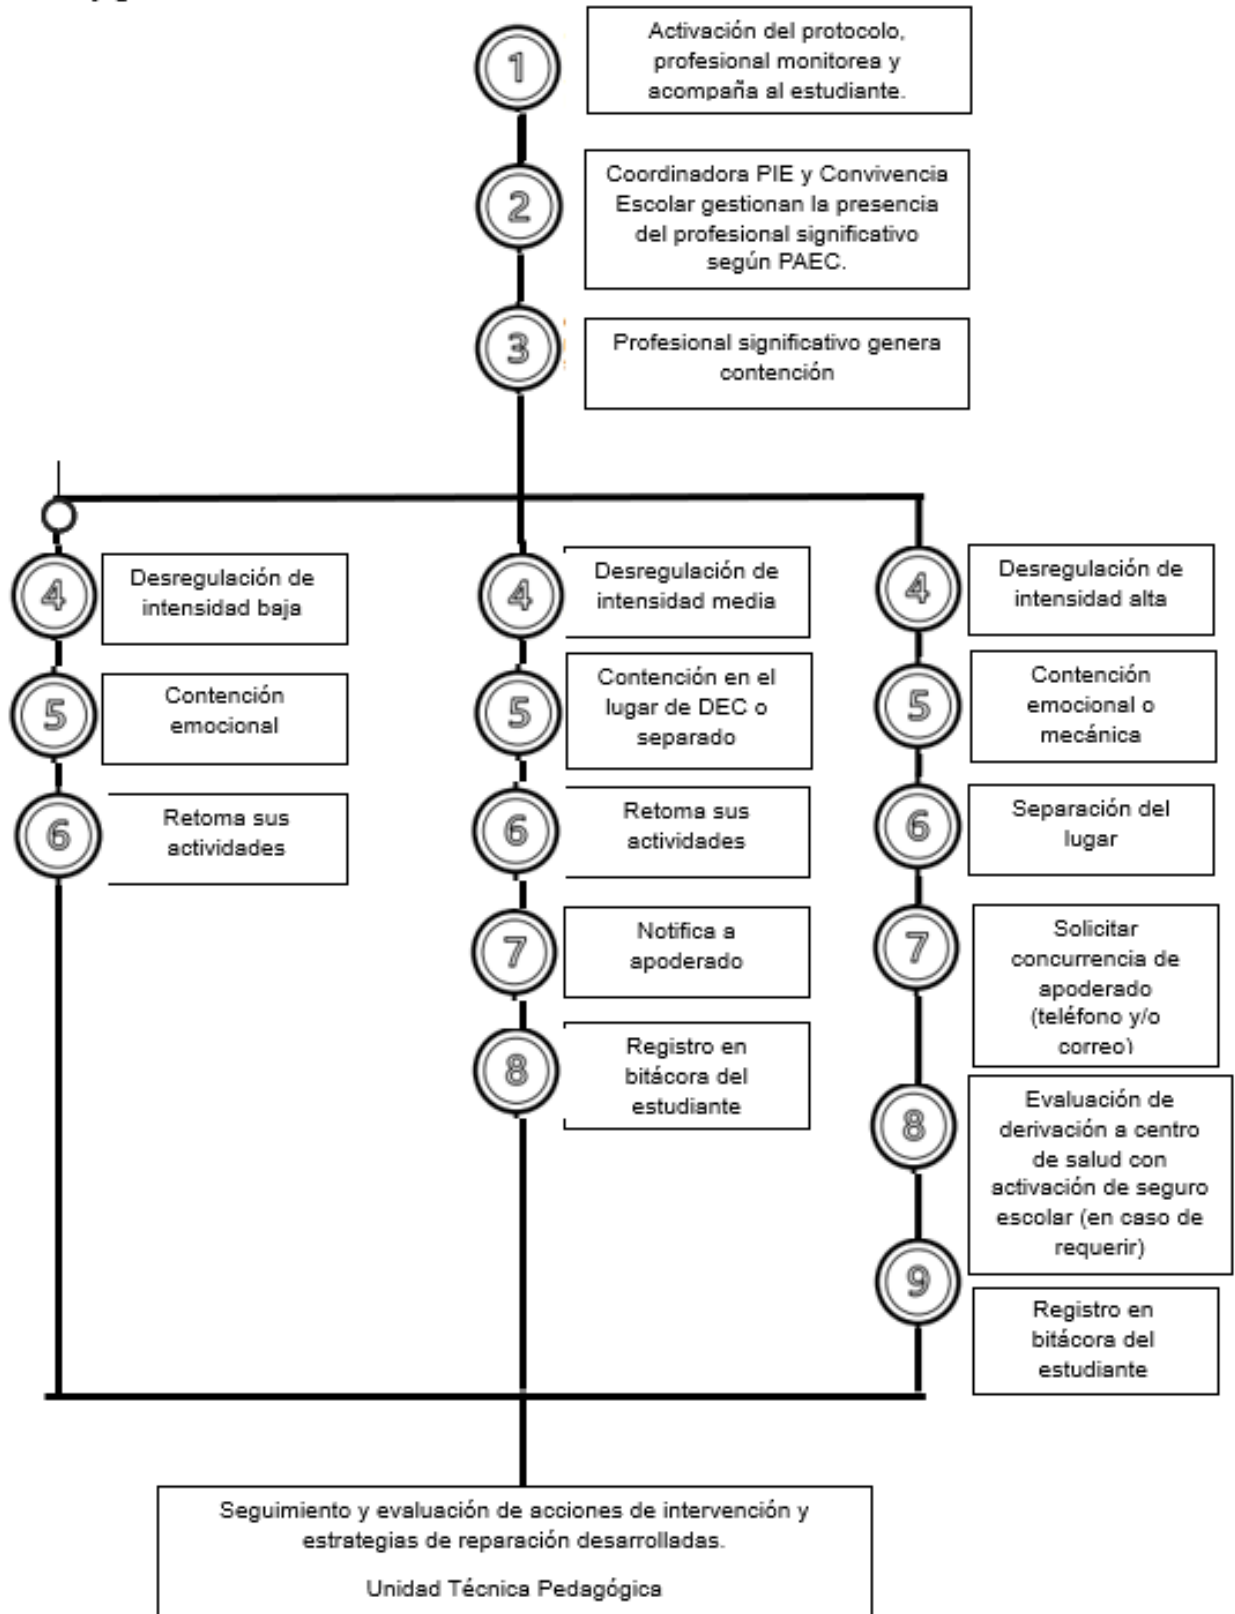 1
Activación del protocolo,
profesional monitorea y
acompaña al estudiante.
2
Coordinadora PIE y Convivencia
Escolar gestionan la presencia
del profesional significativo
según PAEC.
3
Profesional significativo genera
contención
4
Desregulación de
intensidad baja
5
Contención
emocional
6
Retoma sus
actividades
4
Desregulación de
intensidad media
5
Contención en el
lugar de DEC o
separado
6
Retoma sus
actividades
7
Notifica a
apoderado
8
Registro en
bitácora del
estudiante
4
Desregulación de
intensidad alta
5
Contención
emocional o
mecánica
6
Separación del
lugar
7
Solicitar
concurrencia de
apoderado
(teléfono y/o
correo)
8
Evaluación de
derivación a centro
de salud con
activación de seguro
escolar (en caso de
requerir)
9
Registro en
bitácora del
estudiante
Seguimiento y evaluación de acciones de intervención y
estrategias de reparación desarrolladas.
Unidad Técnica Pedagógica